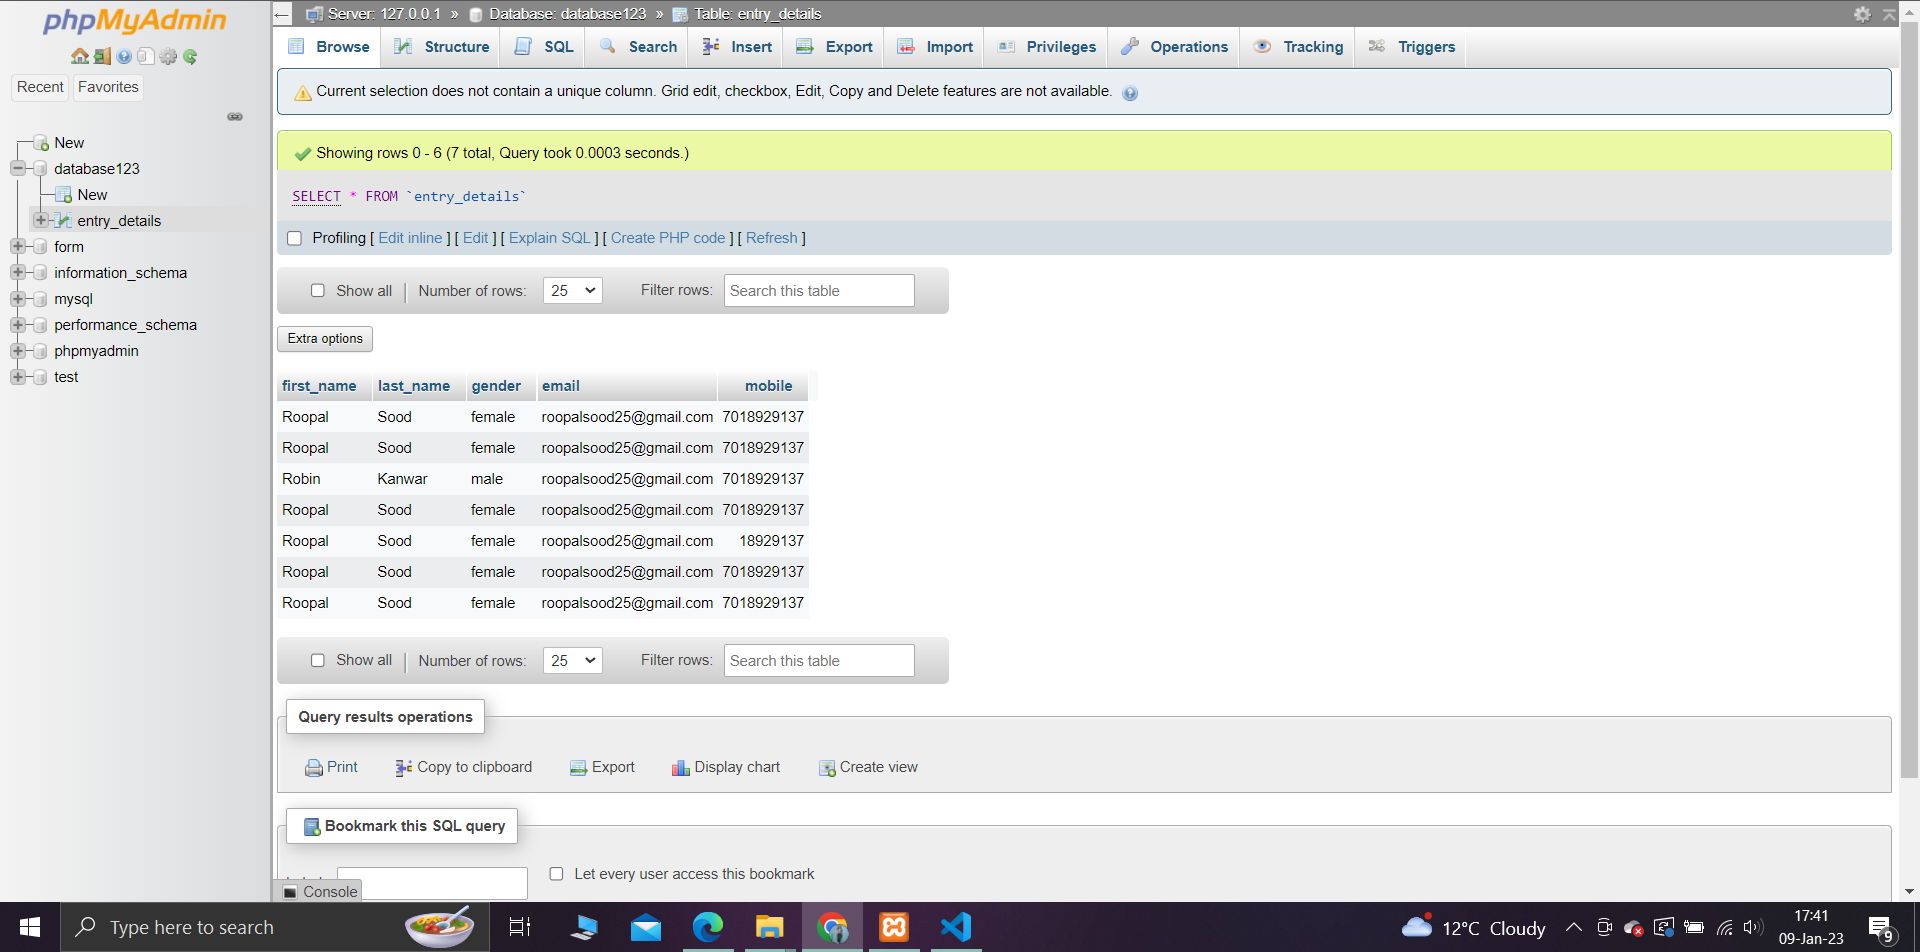 phpMyAdmin
Recent Favorites
New
database123
New
entry_details
form
information_schema
mysql
performance_schema
phpmyadmin
test
Server: 127.0.0.1 » Database: database123 » Table: entry_details
Browse Structure SQL Search Insert Export Import Privileges Operations Tracking Triggers
Current selection does not contain a unique column. Grid edit, checkbox, Edit, Copy and Delete features are not available.
Showing rows 0 - 6 (7 total, Query took 0.0003 seconds.)
SELECT * FROM `entry_details`
Profiling [ Edit inline ] [ Edit ] [ Explain SQL ] [ Create PHP code ] [ Refresh ]
Show all | Number of rows: 25 Filter rows: Search this table
Extra options
first_name last_name gender email mobile
Roopal Sood female roopalsood25@gmail.com 7018929137
Roopal Sood female roopalsood25@gmail.com 7018929137
Robin Kanwar male roopalsood25@gmail.com 7018929137
Roopal Sood female roopalsood25@gmail.com 7018929137
Roopal Sood female roopalsood25@gmail.com 18929137
Roopal Sood female roopalsood25@gmail.com 7018929137
Roopal Sood female roopalsood25@gmail.com 7018929137
Show all | Number of rows: 25 Filter rows: Search this table
Query results operations
Print Copy to clipboard Export Display chart Create view
Bookmark this SQL query
Let every user access this bookmark
Console
Type here to search
12°C Cloudy
17:41
09-Jan-23
9